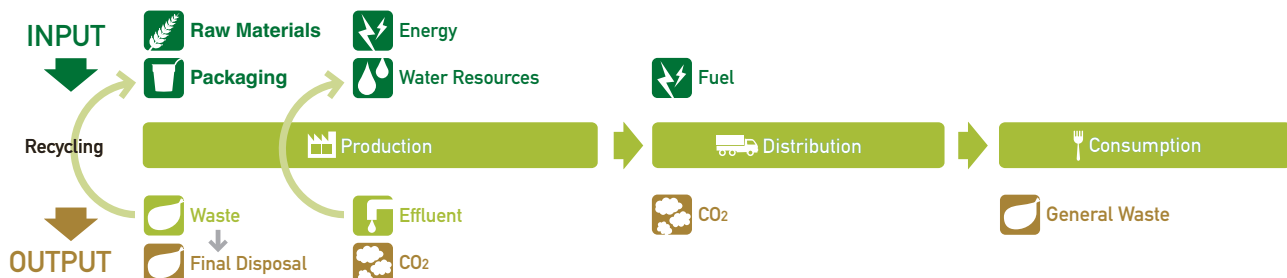 INPUT
Raw Materials
Energy
Packaging
Water Resources
Fuel
Recycling
Production
Distribution
Consumption
Waste
Effluent
CO2
General Waste
OUTPUT
Final Disposal
CO2